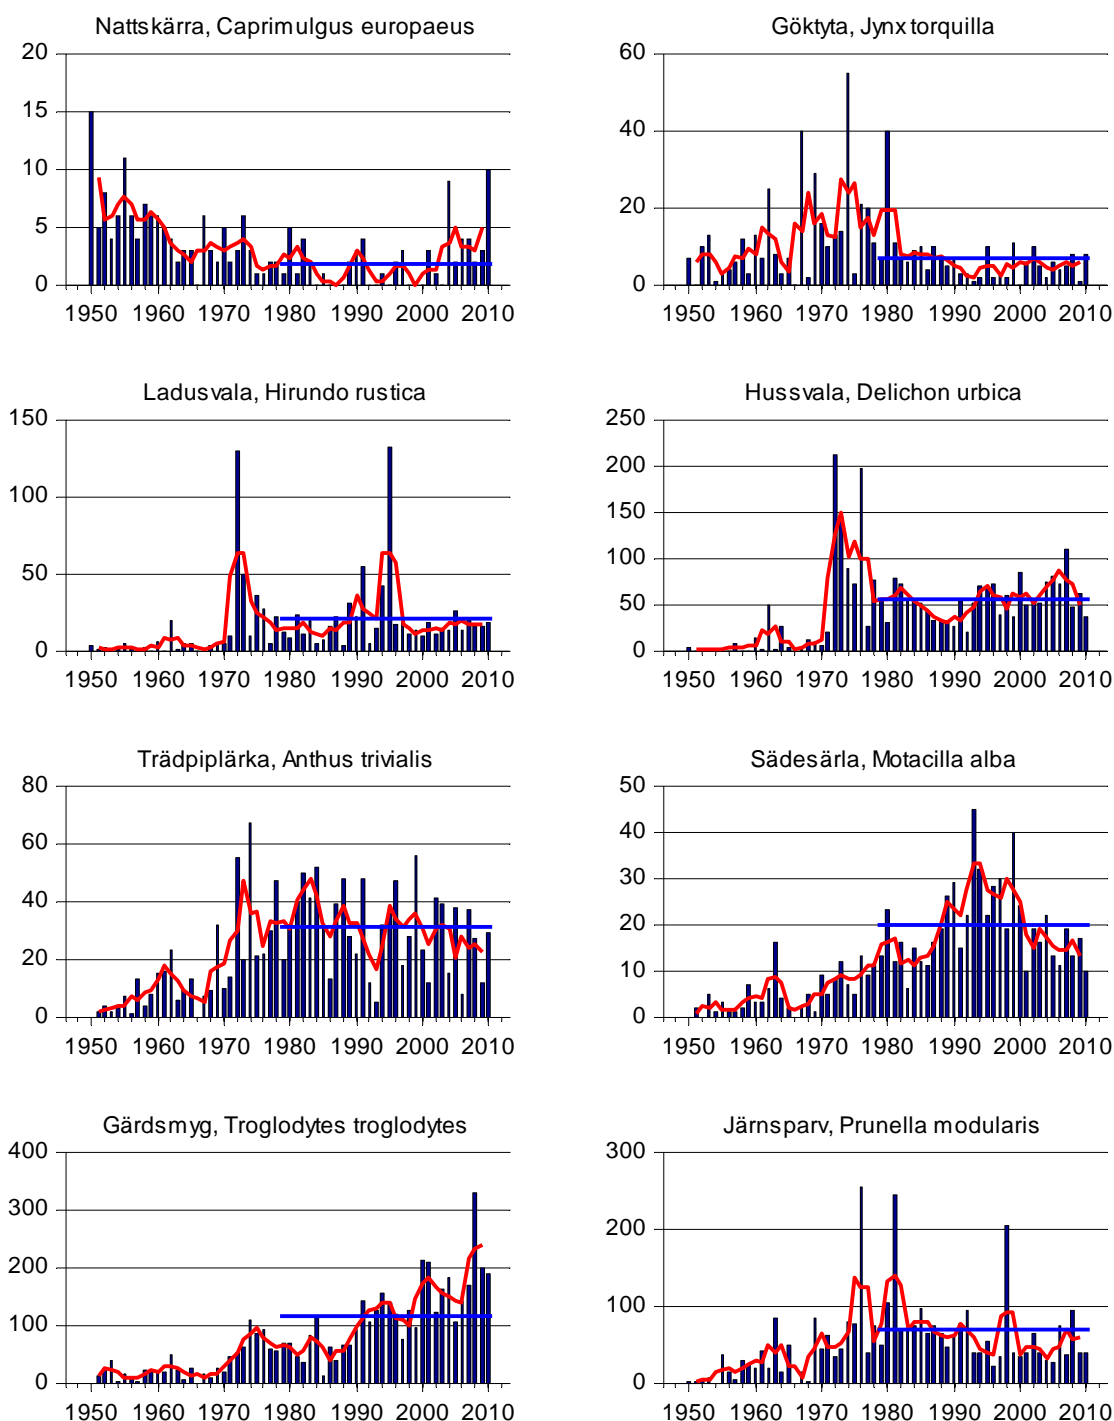 Nattskärra, Caprimulgus europaeus
20
15
10
5
0
1950 1960 1970 1980 1990 2000 2010
Göktyta, Jynx torquilla
60
40
20
0
1950 1960 1970 1980 1990 2000 2010
Ladusvala, Hirundo rustica
150
100
50
0
1950 1960 1970 1980 1990 2000 2010
Hussvala, Delichon urbica
250
200
150
100
50
0
1950 1960 1970 1980 1990 2000 2010
Trädpiplärka, Anthus trivialis
80
60
40
20
0
1950 1960 1970 1980 1990 2000 2010
Sädesärla, Motacilla alba
50
40
30
20
10
0
1950 1960 1970 1980 1990 2000 2010
Gärdsmyg, Troglodytes troglodytes
400
300
200
100
0
1950 1960 1970 1980 1990 2000 2010
Järnsparv, Prunella modularis
300
200
100
0
1950 1960 1970 1980 1990 2000 2010